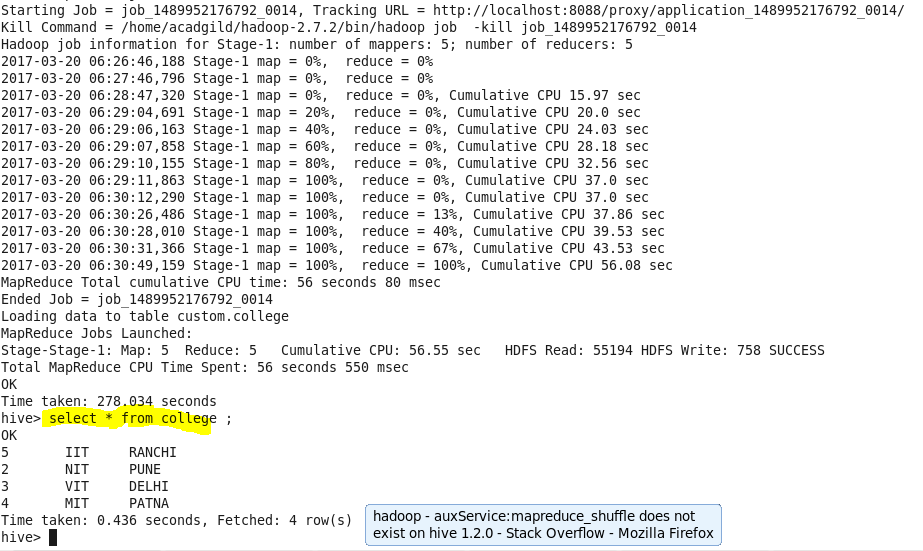 Starting Job = job_1489952176792_0014, Tracking URL = http://localhost:8088/proxy/application_1489952176792_0014/
Kill Command = /home/acadgild/hadoop-2.7.2/bin/hadoop job  -kill job_1489952176792_0014
Hadoop job information for Stage-1: number of mappers: 5; number of reducers: 5
2017-03-20 06:26:46,188 Stage-1 map = 0%,  reduce = 0%
2017-03-20 06:27:46,796 Stage-1 map = 0%,  reduce = 0%
2017-03-20 06:28:47,320 Stage-1 map = 0%,  reduce = 0%, Cumulative CPU 15.97 sec
2017-03-20 06:29:04,691 Stage-1 map = 20%,  reduce = 0%, Cumulative CPU 20.0 sec
2017-03-20 06:29:06,163 Stage-1 map = 40%,  reduce = 0%, Cumulative CPU 24.03 sec
2017-03-20 06:29:07,858 Stage-1 map = 60%,  reduce = 0%, Cumulative CPU 28.18 sec
2017-03-20 06:29:10,155 Stage-1 map = 80%,  reduce = 0%, Cumulative CPU 32.56 sec
2017-03-20 06:29:11,863 Stage-1 map = 100%,  reduce = 0%, Cumulative CPU 37.0 sec
2017-03-20 06:30:12,290 Stage-1 map = 100%,  reduce = 0%, Cumulative CPU 37.0 sec
2017-03-20 06:30:26,486 Stage-1 map = 100%,  reduce = 13%, Cumulative CPU 37.86 sec
2017-03-20 06:30:28,010 Stage-1 map = 100%,  reduce = 40%, Cumulative CPU 39.53 sec
2017-03-20 06:30:31,366 Stage-1 map = 100%,  reduce = 67%, Cumulative CPU 43.53 sec
2017-03-20 06:30:49,159 Stage-1 map = 100%,  reduce = 100%, Cumulative CPU 56.08 sec
MapReduce Total cumulative CPU time: 56 seconds 80 msec
Ended Job = job_1489952176792_0014
Loading data to table custom.college
MapReduce Jobs Launched:
Stage-Stage-1: Map: 5  Reduce: 5   Cumulative CPU: 56.55 sec   HDFS Read: 55194 HDFS Write: 758 SUCCESS
Total MapReduce CPU Time Spent: 56 seconds 550 msec
OK
Time taken: 278.034 seconds
hive> select * from college ;
OK
5       IIT     RANCHI
2       NIT     PUNE
3       VIT     DELHI
4       MIT     PATNA
Time taken: 0.436 seconds, Fetched: 4 row(s)
hive>
hadoop - auxService:mapreduce_shuffle does not
exist on hive 1.2.0 - Stack Overflow - Mozilla Firefox